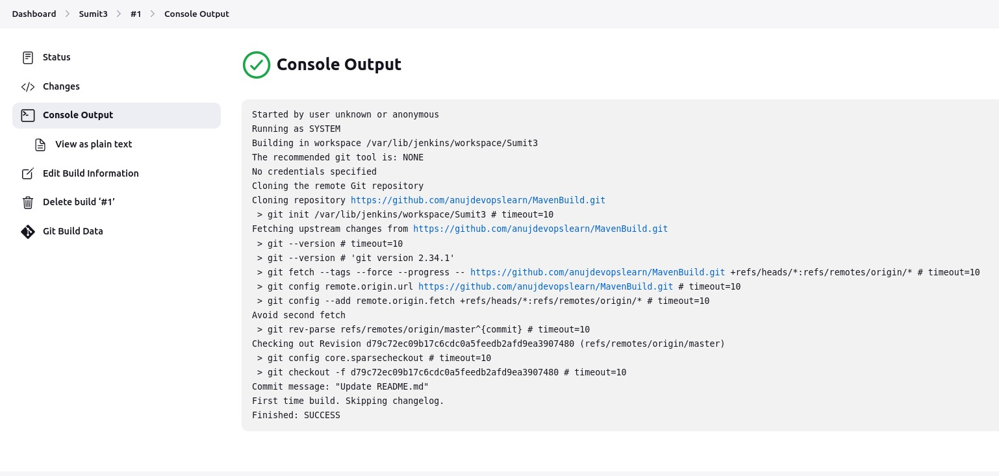 Dashboard > Sumit3 > #1 > Console Output
Status
Changes
Console Output
View as plain text
Edit Build Information
Delete build ‘#1’
Git Build Data
Console Output
Started by user unknown or anonymous
Running as SYSTEM
Building in workspace /var/lib/jenkins/workspace/Sumit3
The recommended git tool is: NONE
No credentials specified
Cloning the remote Git repository
Cloning repository https://github.com/anujdevopslearn/MavenBuild.git
 > git init /var/lib/jenkins/workspace/Sumit3 # timeout=10
Fetching upstream changes from https://github.com/anujdevopslearn/MavenBuild.git
 > git --version # timeout=10
 > git --version # 'git version 2.34.1'
 > git fetch --tags --force --progress -- https://github.com/anujdevopslearn/MavenBuild.git +refs/heads/*:refs/remotes/origin/* # timeout=10
 > git config remote.origin.url https://github.com/anujdevopslearn/MavenBuild.git # timeout=10
 > git config --add remote.origin.fetch +refs/heads/*:refs/remotes/origin/* # timeout=10
Avoid second fetch
 > git rev-parse refs/remotes/origin/master^{commit} # timeout=10
Checking out Revision d79c72ec09b17c6cdc0a5feedb2afd9ea3907480 (refs/remotes/origin/master)
 > git config core.sparsecheckout # timeout=10
 > git checkout -f d79c72ec09b17c6cdc0a5feedb2afd9ea3907480 # timeout=10
Commit message: "Update README.md"
First time build. Skipping changelog.
Finished: SUCCESS